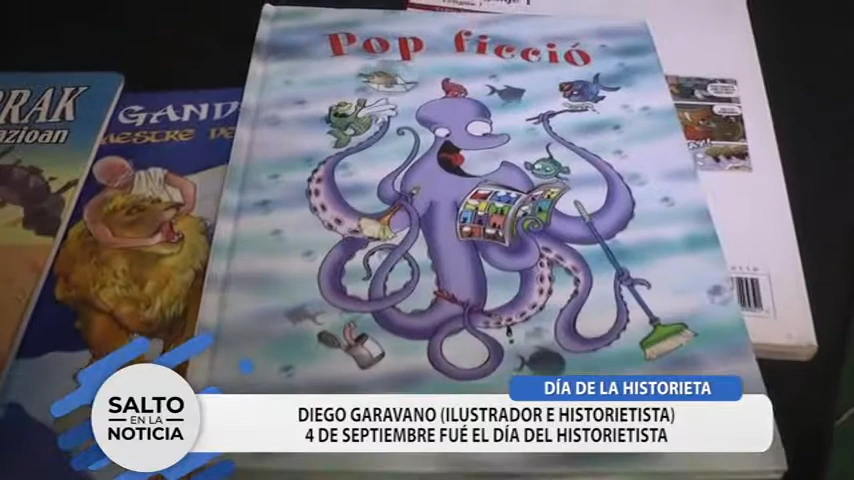 Pop ficció
GAND
MESTRE DE
RAK
azioan
DÍA DE LA HISTORIETA
DIEGO GARAVANO (ILUSTRADOR E HISTORIETISTA)
4 DE SEPTIEMBRE FUÉ EL DÍA DEL HISTORIETISTA
SALTO
EN LA
NOTICIA